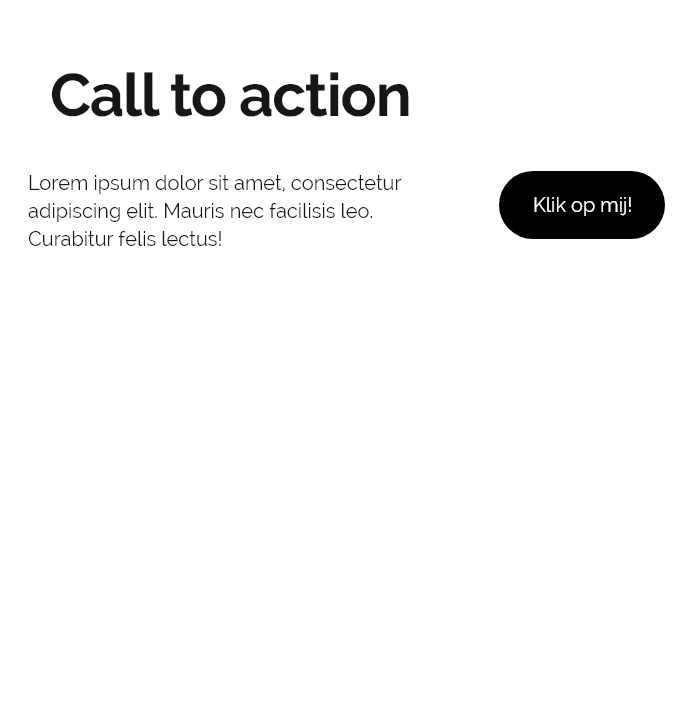 Call to action
Lorem ipsum dolor sit amet, consectetur
adipiscing elit. Mauris nec facilisis leo.
Curabitur felis lectus!
Klik op mij!